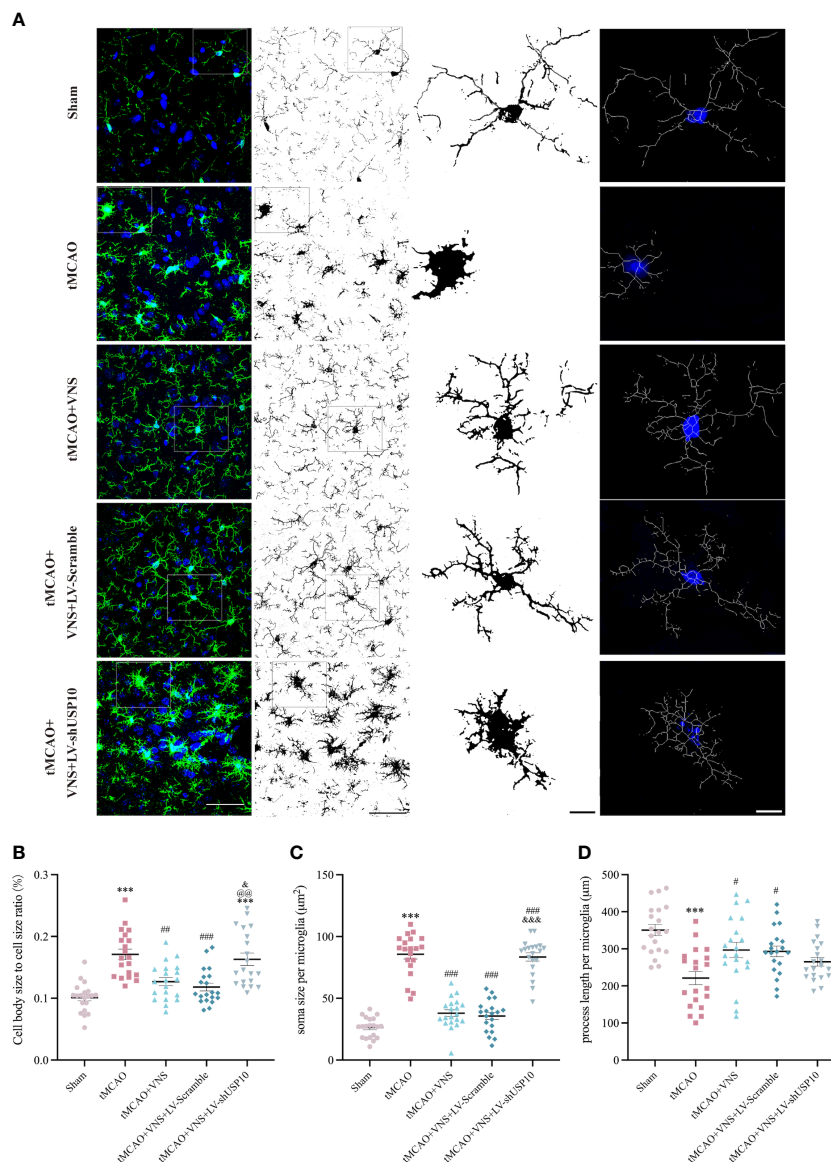 A
Sham
tMCAO
tMCAO+VNS
tMCAO+
VNS+LV-Scramble
tMCAO+
VNS+LV-shUSP10
B
Cell body size to cell size ratio (%)
0.3
0.2
0.1
0.0
***
##
###
&
@@
***
Sham
tMCAO
tMCAO+VNS
tMCAO+VNS+LV-Scramble
tMCAO+VNS+LV-shUSP10
C
soma size per microglia (μm²)
150
100
50
0
***
###
###
###
&&&
Sham
tMCAO
tMCAO+VNS
tMCAO+VNS+LV-Scramble
tMCAO+VNS+LV-shUSP10
D
process length per microglia (μm)
500
400
300
200
100
0
***
#
#
Sham
tMCAO
tMCAO+VNS
tMCAO+VNS+LV-Scramble
tMCAO+VNS+LV-shUSP10